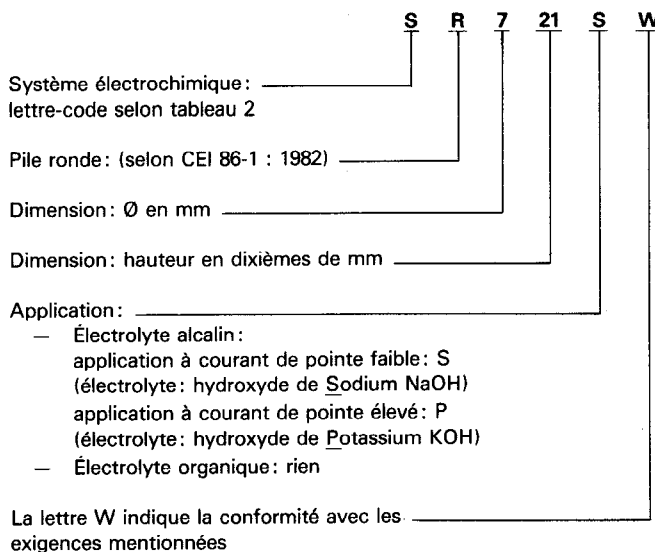 S R 7 21 S W
Système électrochimique:
lettre-code selon tableau 2
Pile ronde: (selon CEI 86-1 : 1982)
Dimension: Ø en mm
Dimension: hauteur en dixièmes de mm
Application:
— Électrolyte alcalin:
application à courant de pointe faible: S
(électrolyte: hydroxyde de Sodium NaOH)
application à courant de pointe élevé: P
(électrolyte: hydroxyde de Potassium KOH)
— Électrolyte organique: rien
La lettre W indique la conformité avec les
exigences mentionnées